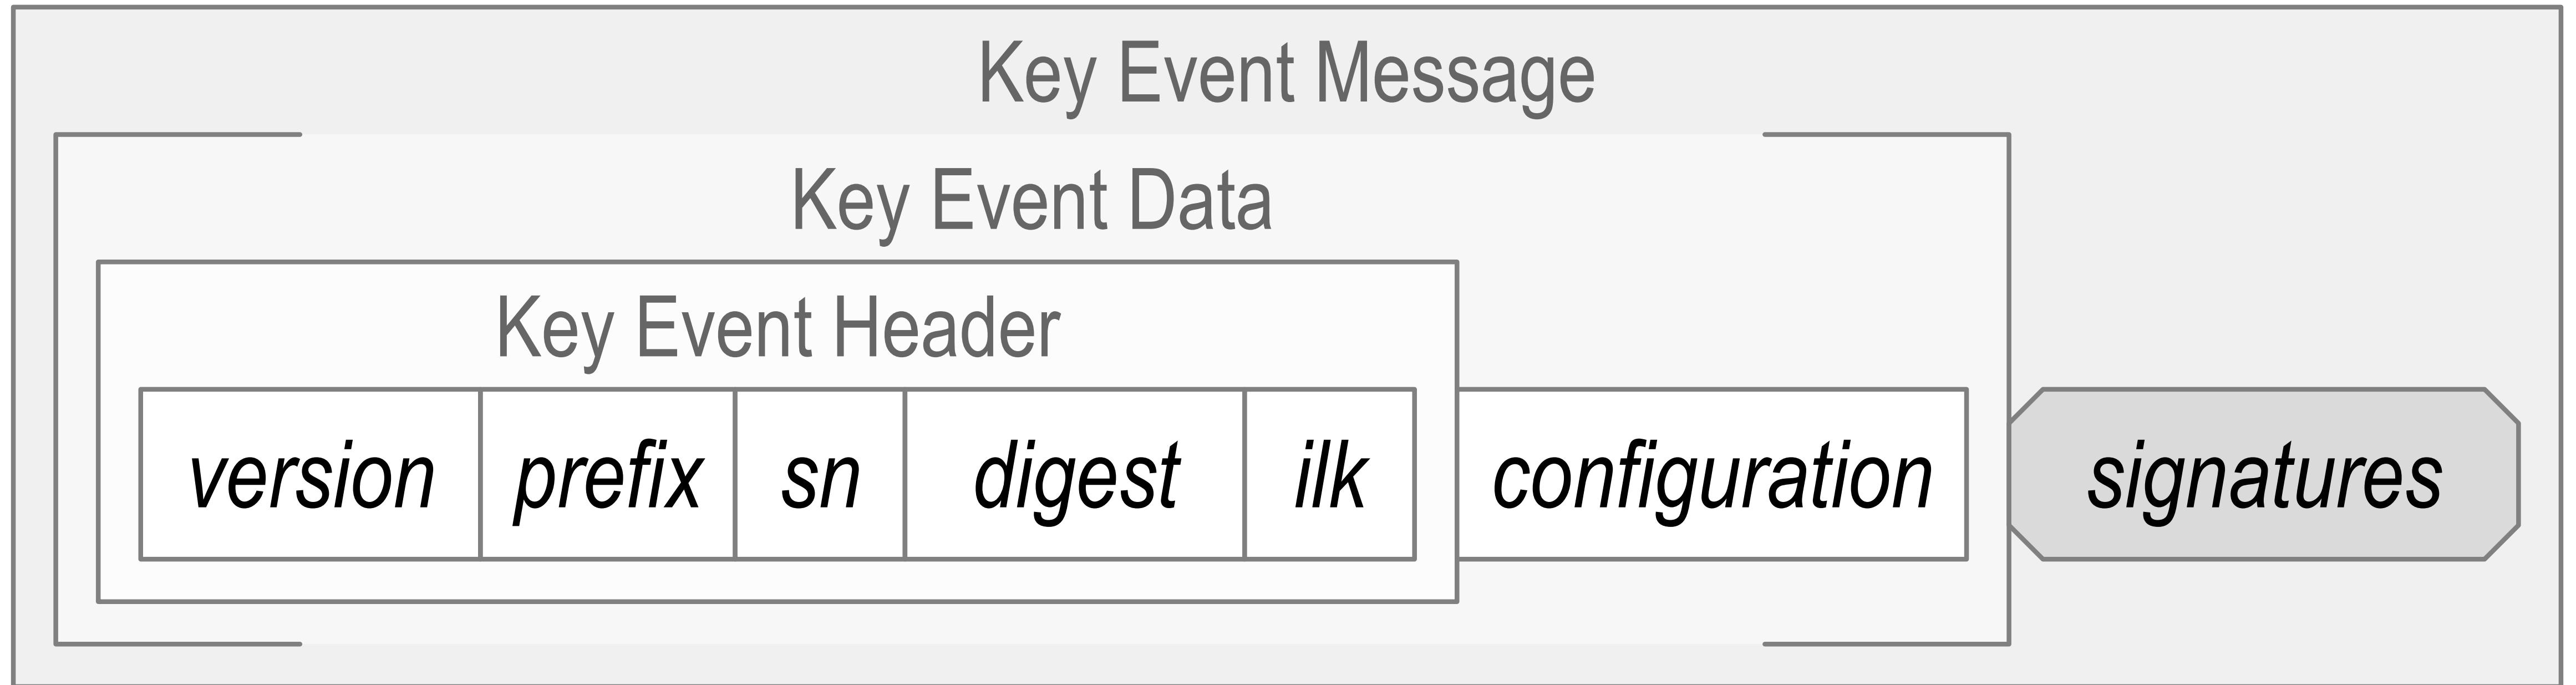 Key Event Message
Key Event Data
Key Event Header
version prefix sn digest ilk configuration signatures